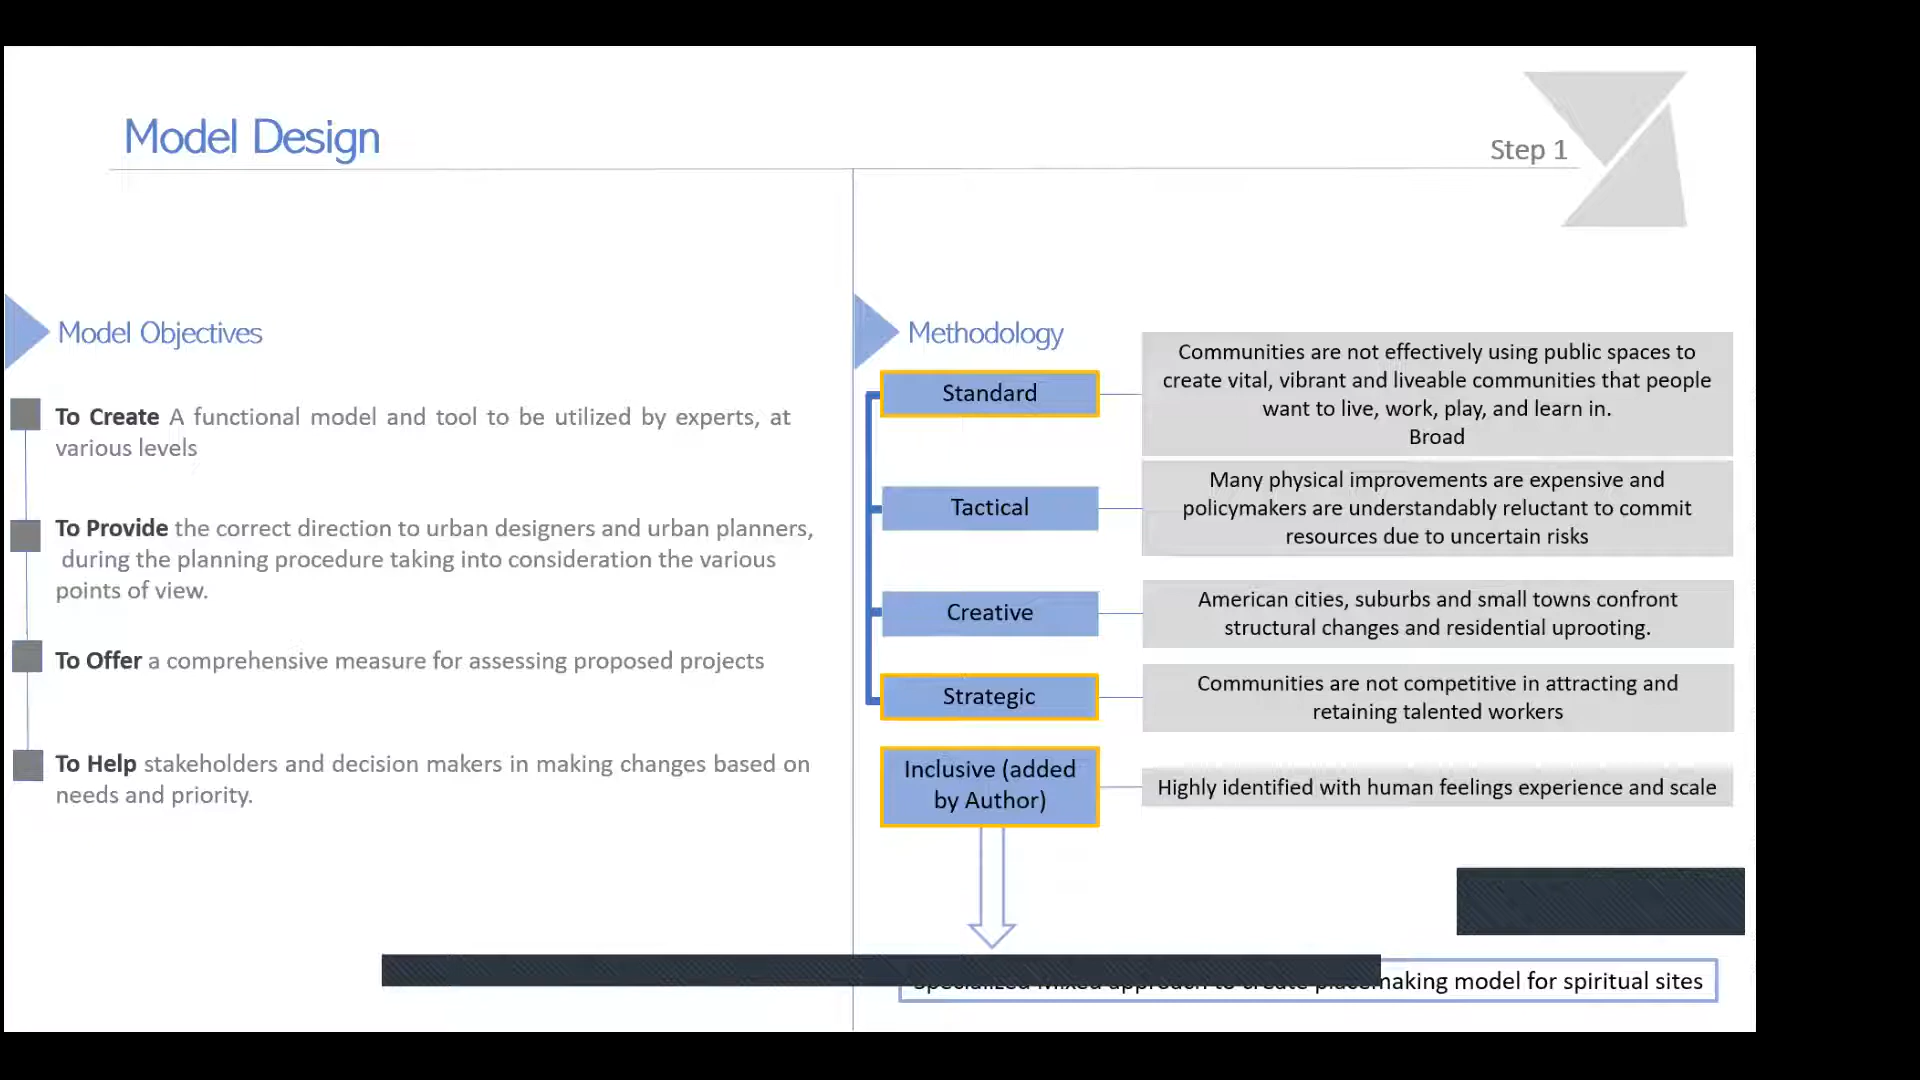 Model Design
Step 1
Model Objectives
To Create A functional model and tool to be utilized by experts, at
various levels
To Provide the correct direction to urban designers and urban planners,
during the planning procedure taking into consideration the various
points of view.
To Offer a comprehensive measure for assessing proposed projects
To Help stakeholders and decision makers in making changes based on
needs and priority.
Methodology
Standard
Communities are not effectively using public spaces to
create vital, vibrant and liveable communities that people
want to live, work, play, and learn in.
Broad
Tactical
Many physical improvements are expensive and
policymakers are understandably reluctant to commit
resources due to uncertain risks
Creative
American cities, suburbs and small towns confront
structural changes and residential uprooting.
Strategic
Communities are not competitive in attracting and
retaining talented workers
Inclusive (added
by Author)
Highly identified with human feelings experience and scale
Specialized Mixed approach to create placemaking model for spiritual sites